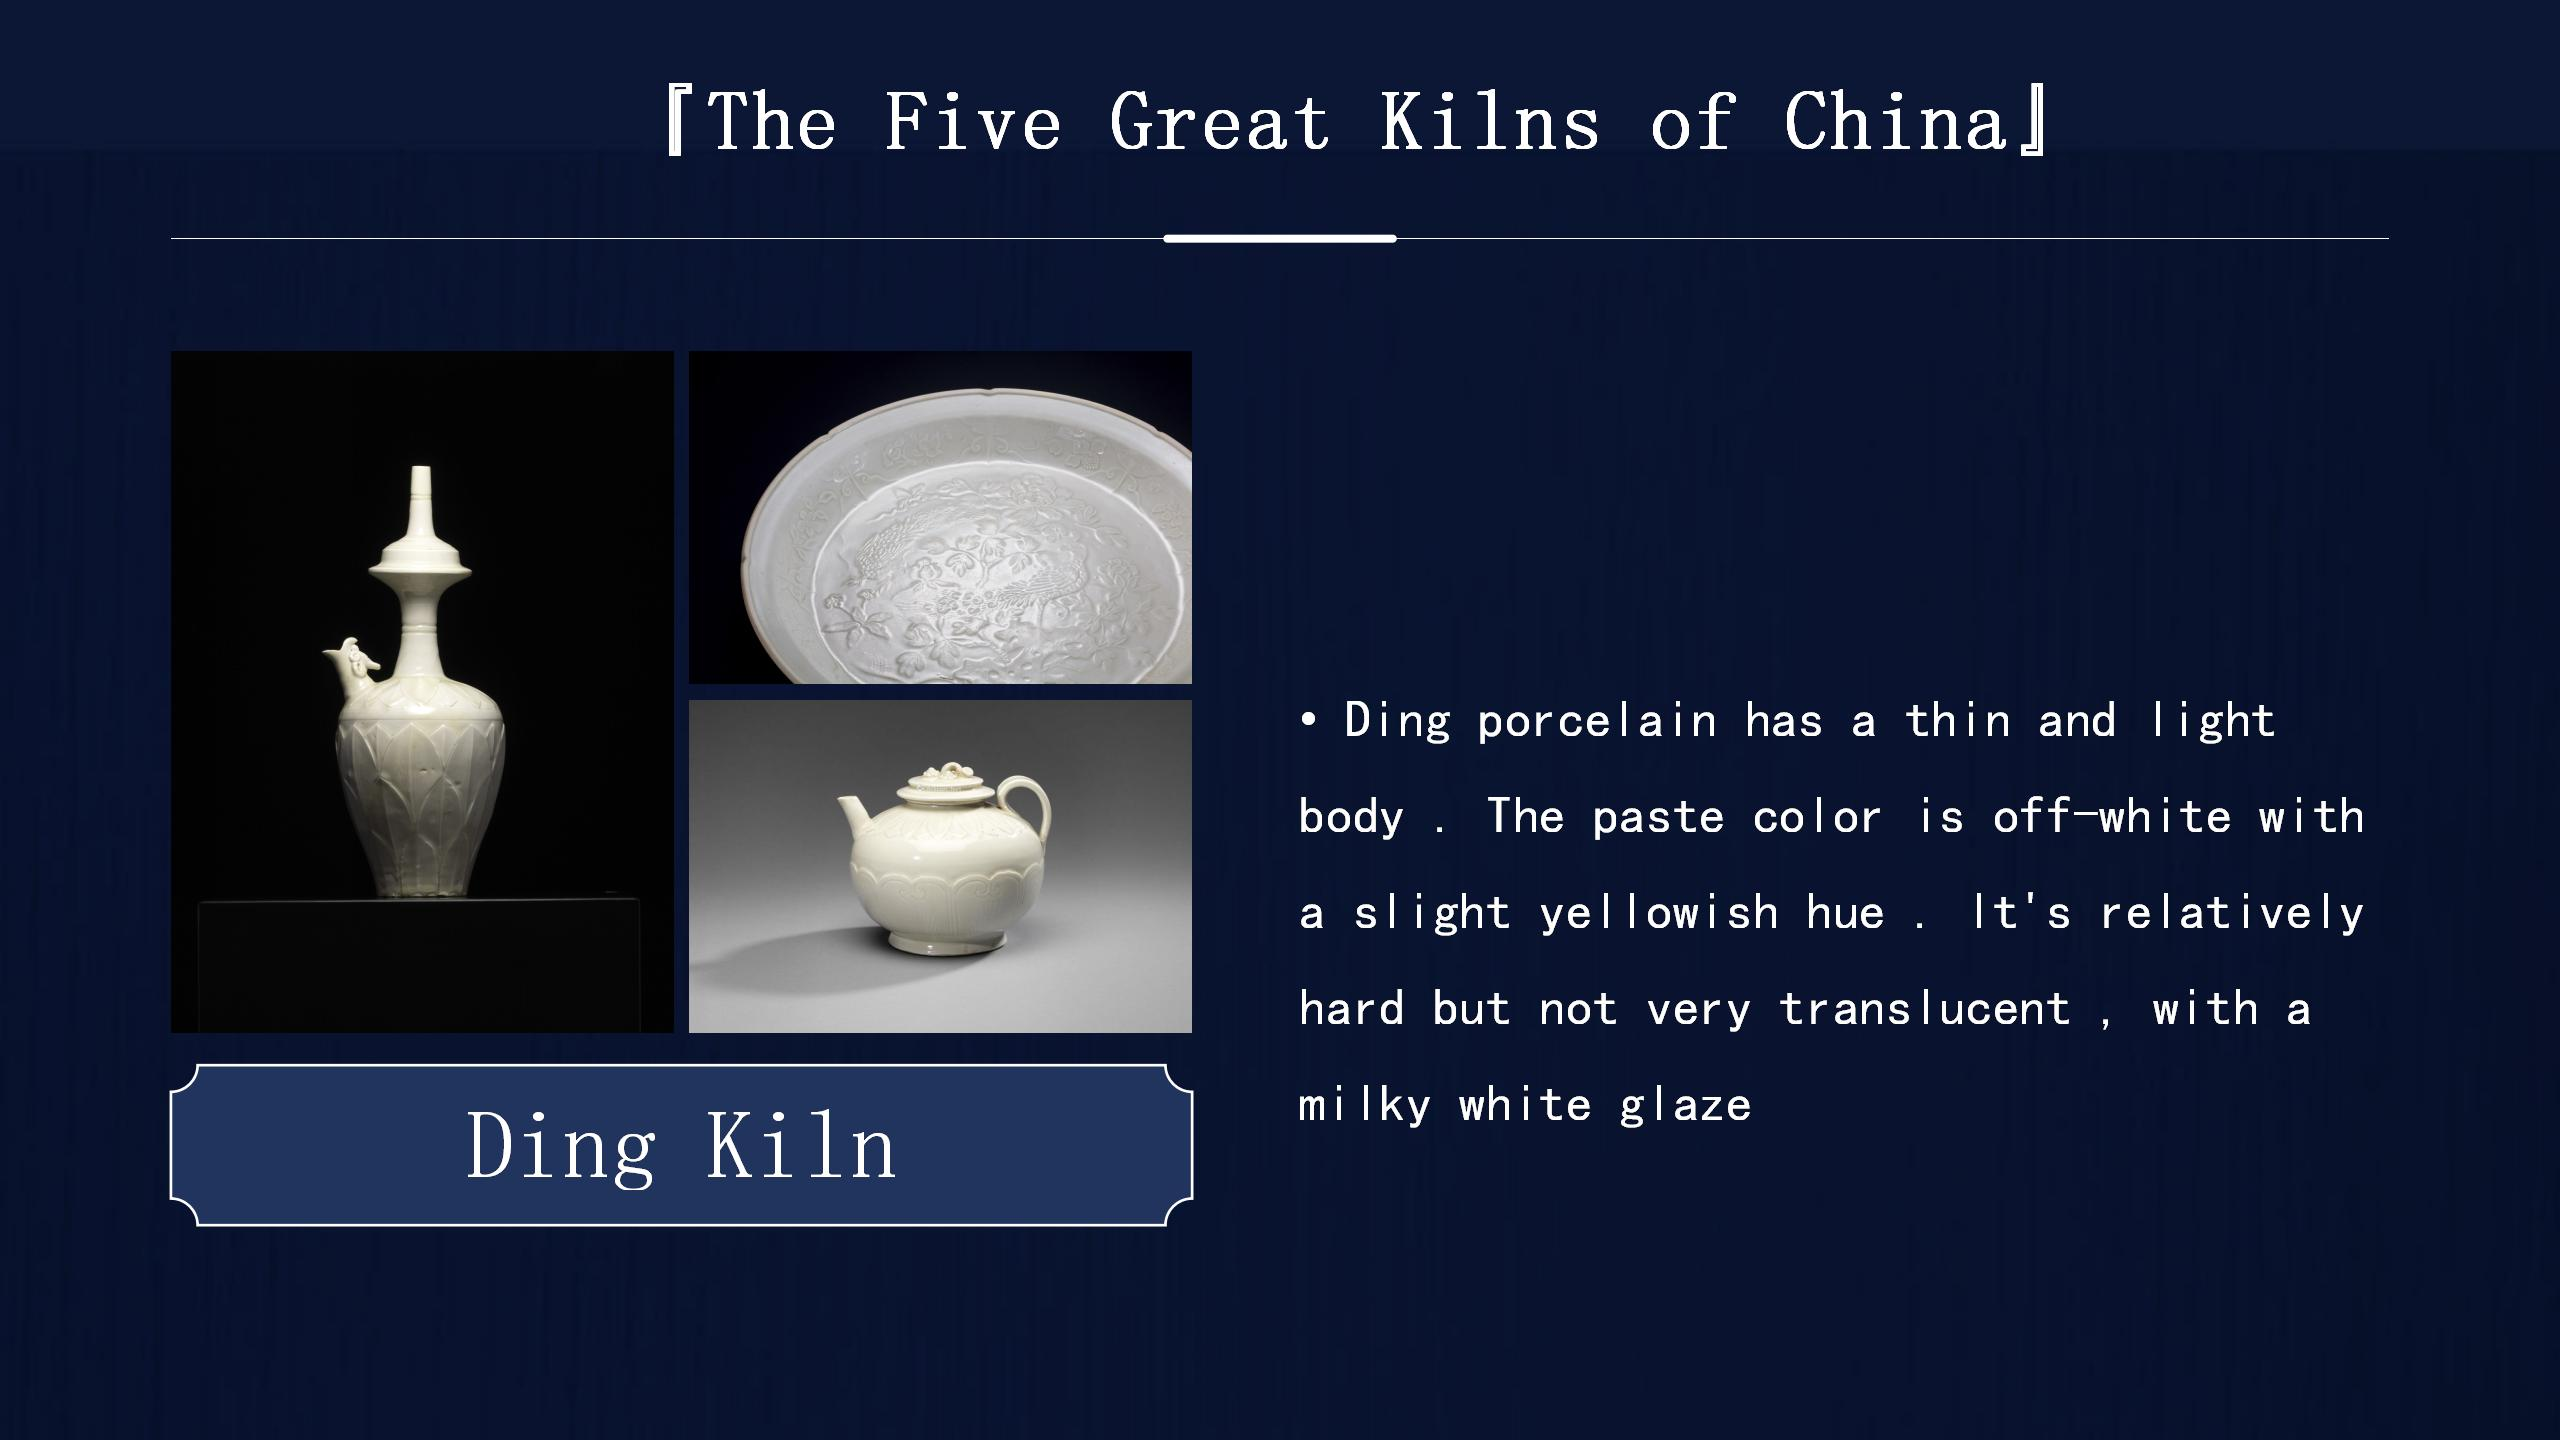 『The Five Great Kilns of China』
• Ding porcelain has a thin and light
body . The paste color is off-white with
a slight yellowish hue . It's relatively
hard but not very translucent , with a
milky white glaze
Ding Kiln